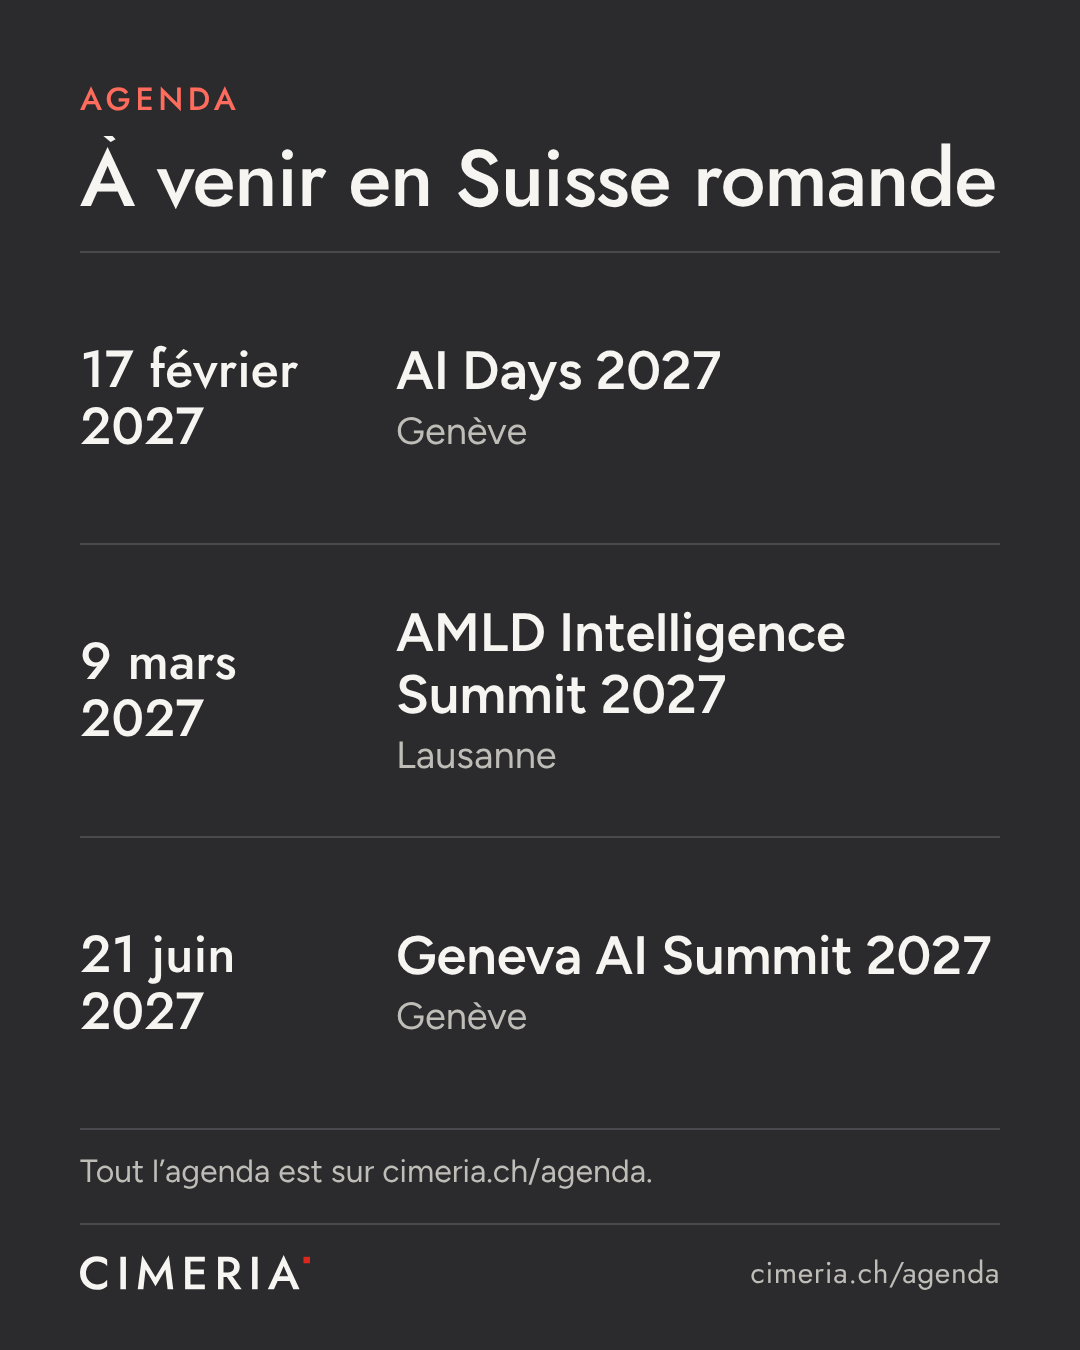 AGENDA
À venir en Suisse romande
17 février
2027
AI Days 2027
Genève
9 mars
2027
AMLD Intelligence
Summit 2027
Lausanne
21 juin
2027
Geneva AI Summit 2027
Genève
Tout l’agenda est sur cimeria.ch/agenda.
CIMERIA
cimeria.ch/agenda